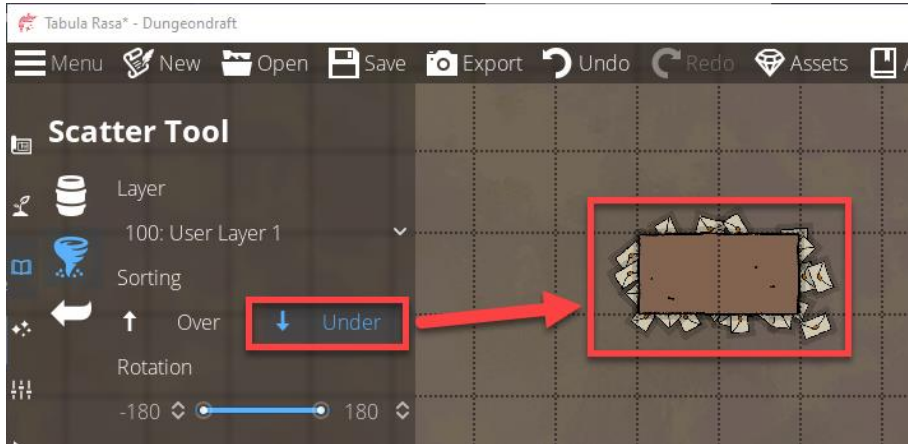 Tabula Rasa* - Dungeondraft
Menu New Open Save Export Undo Redo Assets
Scatter Tool
Layer
100: User Layer 1
Sorting
Over Under
Rotation
-180 180